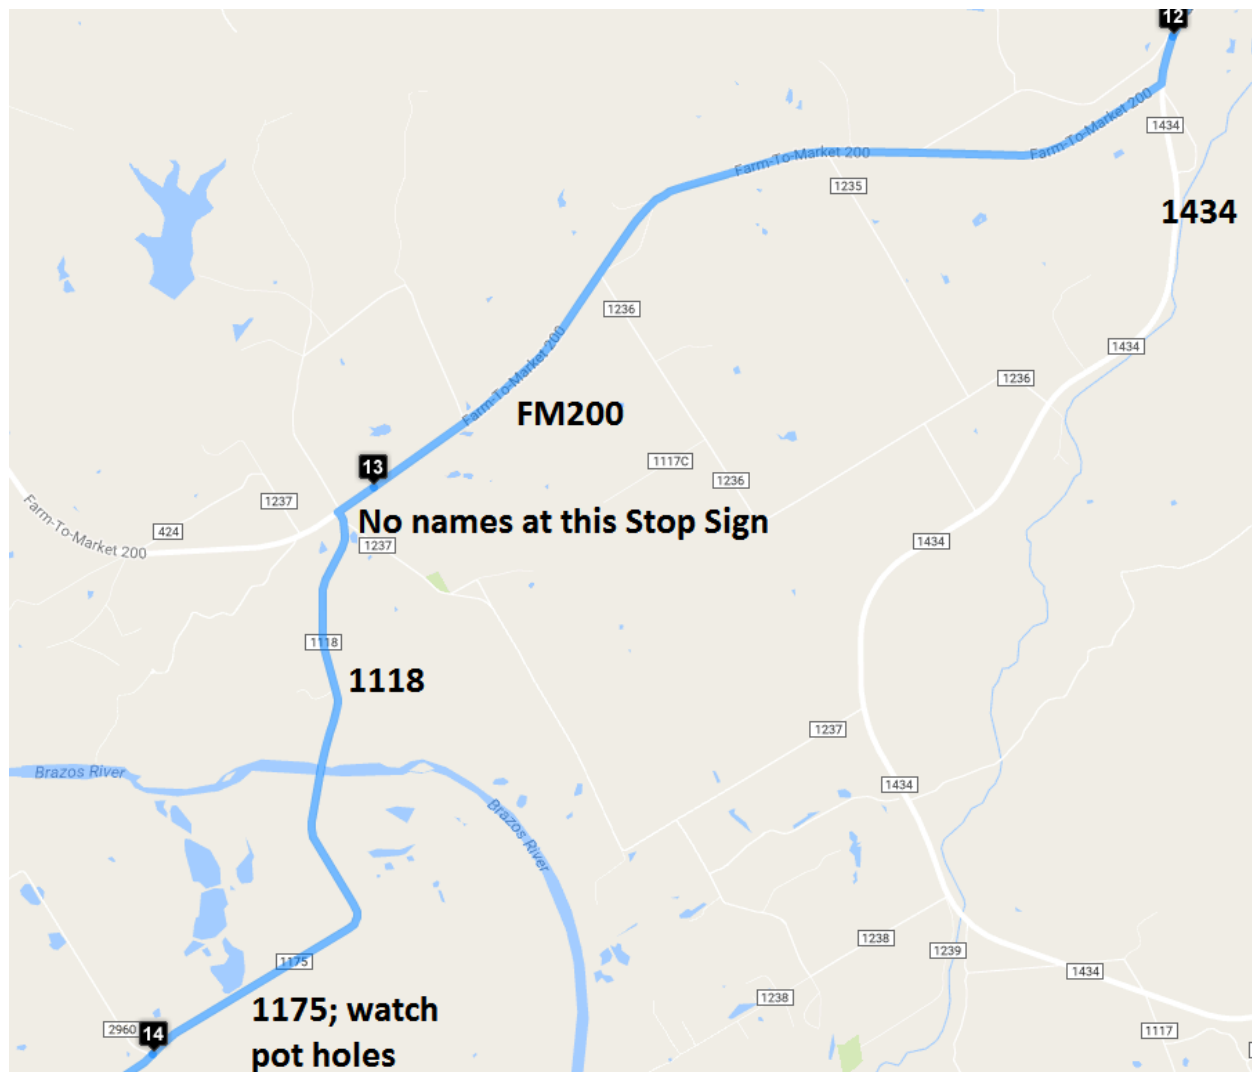 12
Farm-To-Market 200
1434
Farm-To-Market 200
1235
1434
1236
1434
Farm-To-Market 200
1236
FM200
13
1117C
1236
1237
No names at this Stop Sign
Farm-To-Market 200
424
1237
1434
1118
1118
1237
Brazos River
1434
Brazos River
1238
1239
1175
1434
1238
1175; watch
pot holes
2960
14
1117